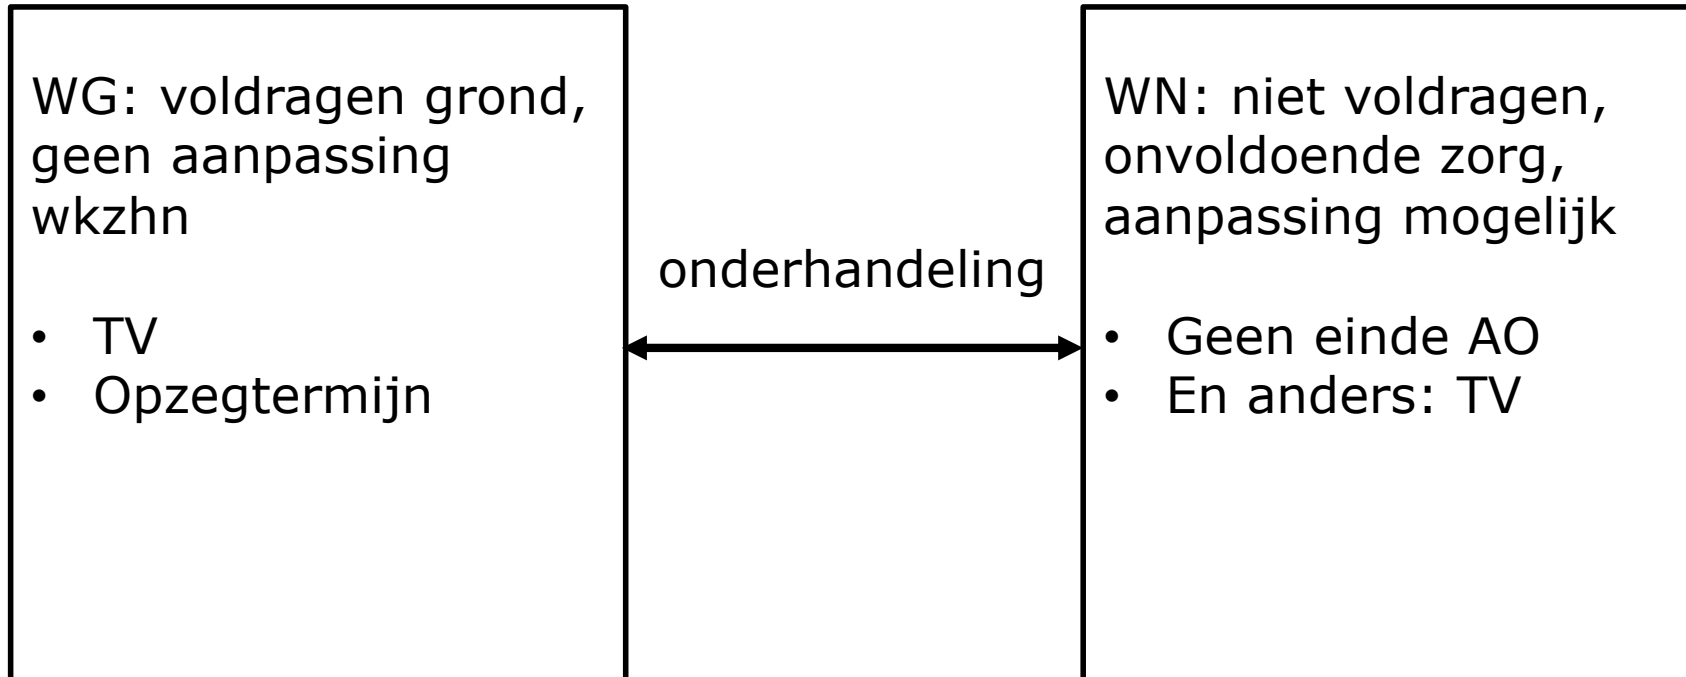 WG: voldragen grond,
geen aanpassing
wkzhn
• TV
• Opzegtermijn
onderhandeling
WN: niet voldragen,
onvoldoende zorg,
aanpassing mogelijk
• Geen einde AO
• En anders: TV